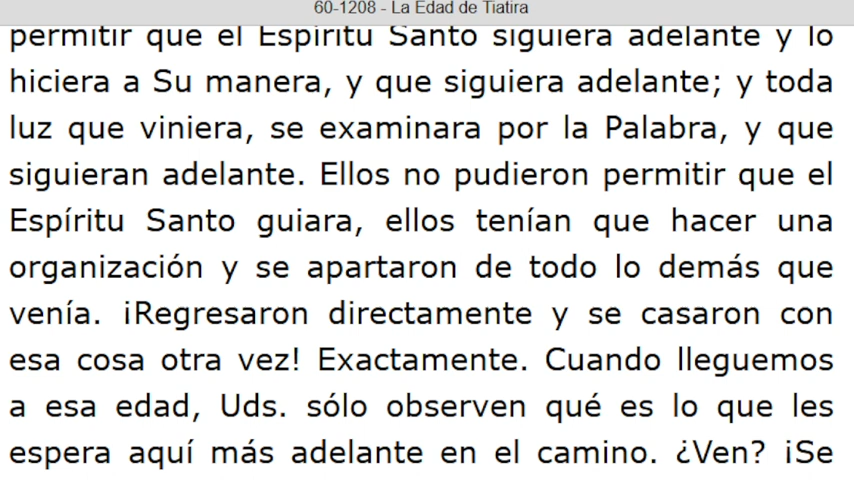 60-1208 - La Edad de Tiatira
permitir que el Espíritu Santo siguiera adelante y lo
hiciera a Su manera, y que siguiera adelante; y toda
luz que viniera, se examinara por la Palabra, y que
siguieran adelante. Ellos no pudieron permitir que el
Espíritu Santo guiara, ellos tenían que hacer una
organización y se apartaron de todo lo demás que
venía. ¡Regresaron directamente y se casaron con
esa cosa otra vez! Exactamente. Cuando lleguemos
a esa edad, Uds. sólo observen qué es lo que les
espera aquí más adelante en el camino. ¿Ven? ¡Se